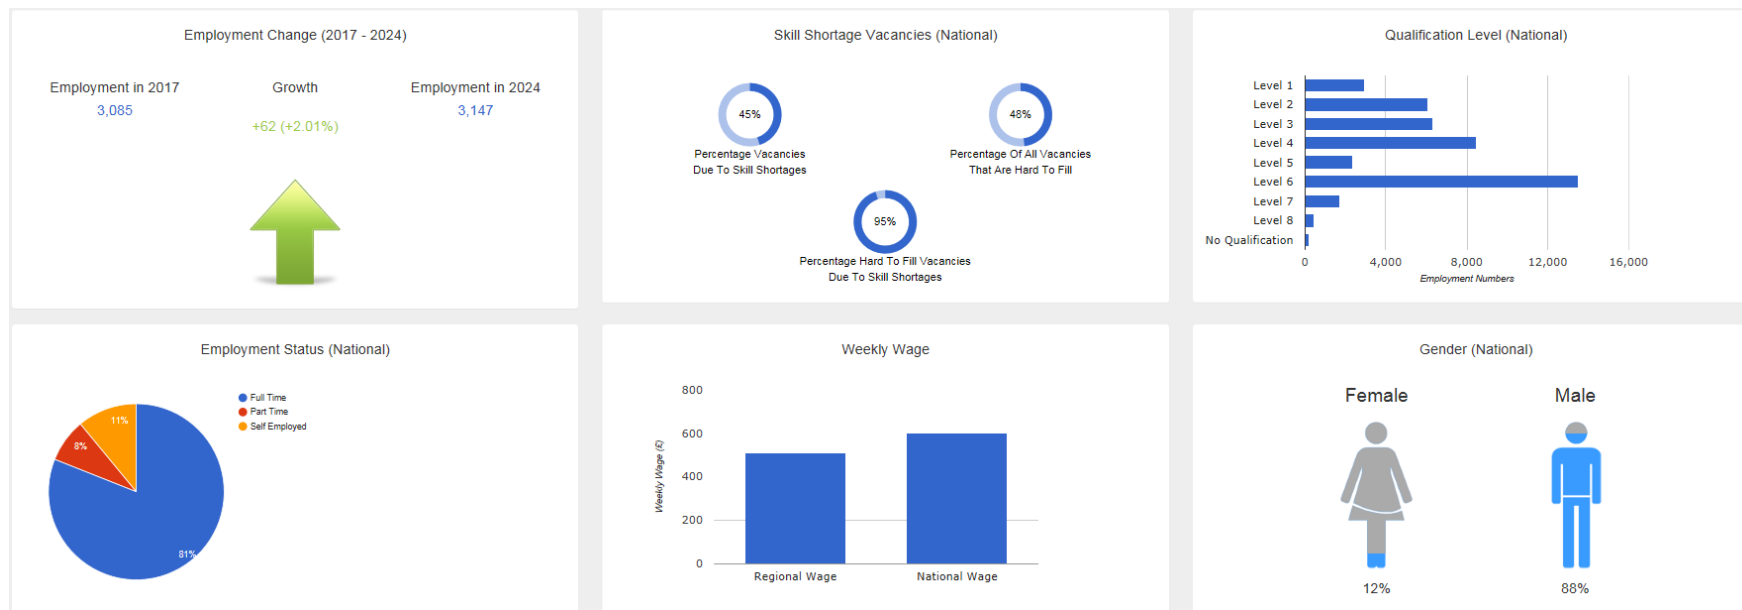 Employment Change (2017 - 2024)
Employment in 2017
3,085
Growth
+62 (+2.01%)
Employment in 2024
3,147
Skill Shortage Vacancies (National)
45%
Percentage Vacancies
Due To Skill Shortages
48%
Percentage Of All Vacancies
That Are Hard To Fill
95%
Percentage Hard To Fill Vacancies
Due To Skill Shortages
Qualification Level (National)
Level 1
Level 2
Level 3
Level 4
Level 5
Level 6
Level 7
Level 8
No Qualification
0 4,000 8,000 12,000 16,000
Employment Numbers
Employment Status (National)
11%
8%
81%
Full Time
Part Time
Self Employed
Weekly Wage
800
600
400
200
0
Weekly Wage (£)
Regional Wage National Wage
Gender (National)
Female Male
12% 88%